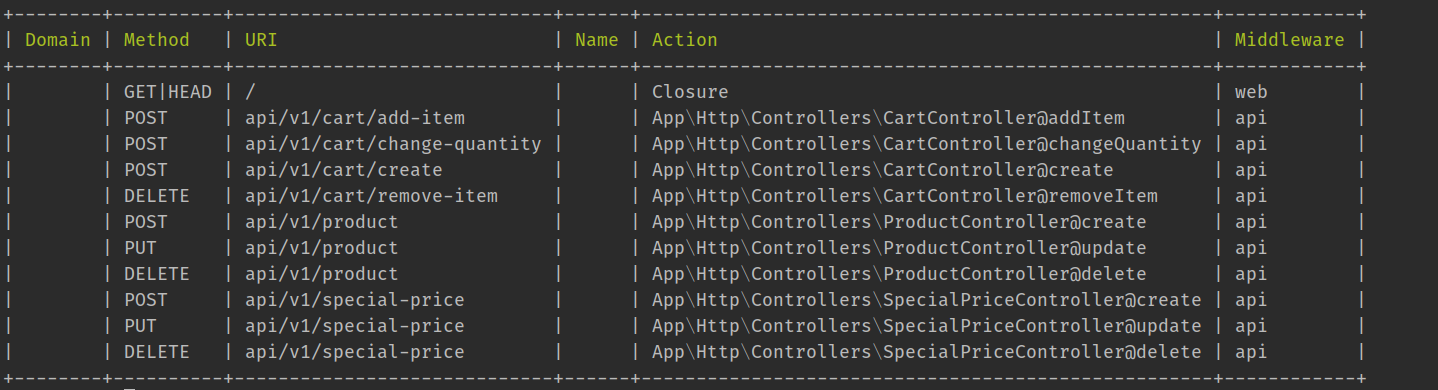 +--------+----------+-----------------------------+------+----------------------------------------------------+------------+
| Domain | Method   | URI                         | Name | Action                                             | Middleware |
+--------+----------+-----------------------------+------+----------------------------------------------------+------------+
|        | GET|HEAD | /                           |      | Closure                                            | web        |
|        | POST     | api/v1/cart/add-item        |      | App\Http\Controllers\CartController@addItem        | api        |
|        | POST     | api/v1/cart/change-quantity |      | App\Http\Controllers\CartController@changeQuantity | api        |
|        | POST     | api/v1/cart/create          |      | App\Http\Controllers\CartController@create         | api        |
|        | DELETE   | api/v1/cart/remove-item     |      | App\Http\Controllers\CartController@removeItem     | api        |
|        | POST     | api/v1/product              |      | App\Http\Controllers\ProductController@create      | api        |
|        | PUT      | api/v1/product              |      | App\Http\Controllers\ProductController@update      | api        |
|        | DELETE   | api/v1/product              |      | App\Http\Controllers\ProductController@delete      | api        |
|        | POST     | api/v1/special-price        |      | App\Http\Controllers\SpecialPriceController@create | api        |
|        | PUT      | api/v1/special-price        |      | App\Http\Controllers\SpecialPriceController@update | api        |
|        | DELETE   | api/v1/special-price        |      | App\Http\Controllers\SpecialPriceController@delete | api        |
+--------+----------+-----------------------------+------+----------------------------------------------------+------------+